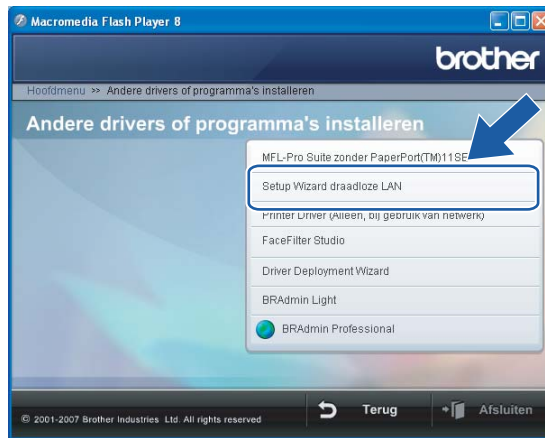 Macromedia Flash Player 8
brother
Hoofdmenu >> Andere drivers of programma's installeren
Andere drivers of programma's installeren
MFL-Pro Suite zonder PaperPort(TM)11SE
Setup Wizard draadloze LAN
Printer Driver (Alleen, bij gebruik van netwerk)
FaceFilter Studio
Driver Deployment Wizard
BRAdmin Light
BRAdmin Professional
© 2001-2007 Brother Industries Ltd. All rights reserved
Terug
Afsluiten